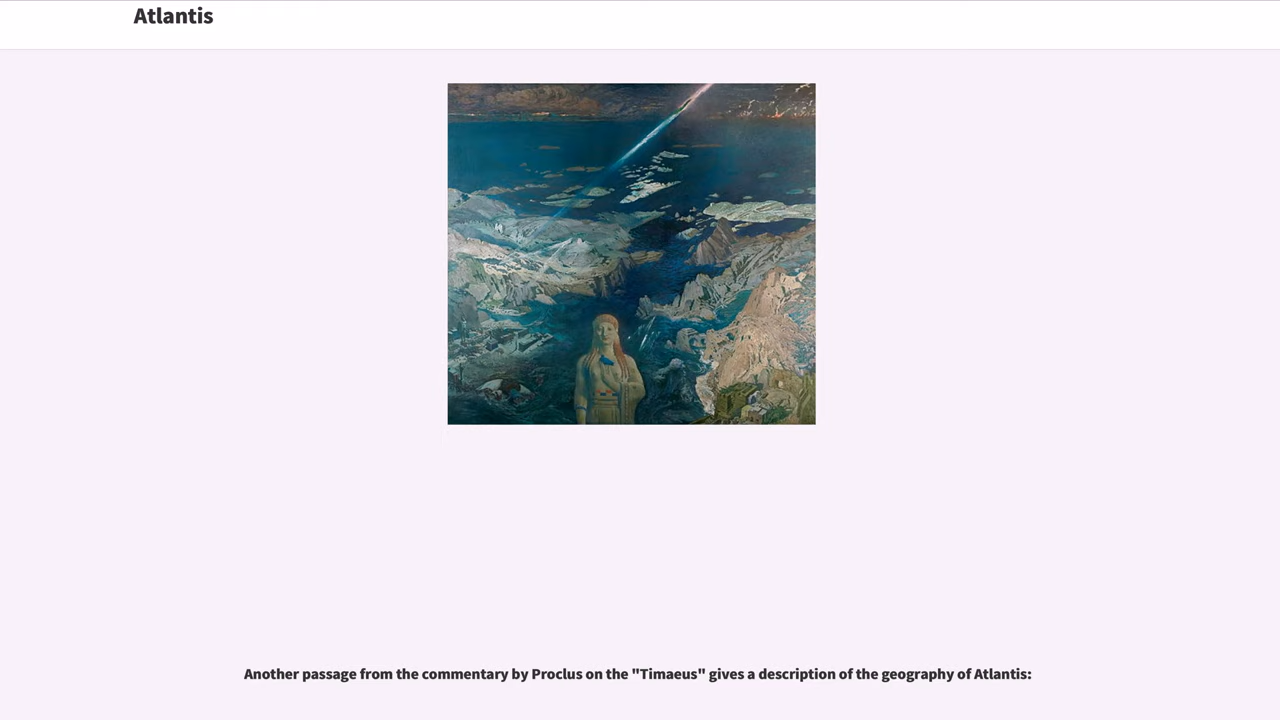 Atlantis
Another passage from the commentary by Proclus on the "Timaeus" gives a description of the geography of Atlantis: